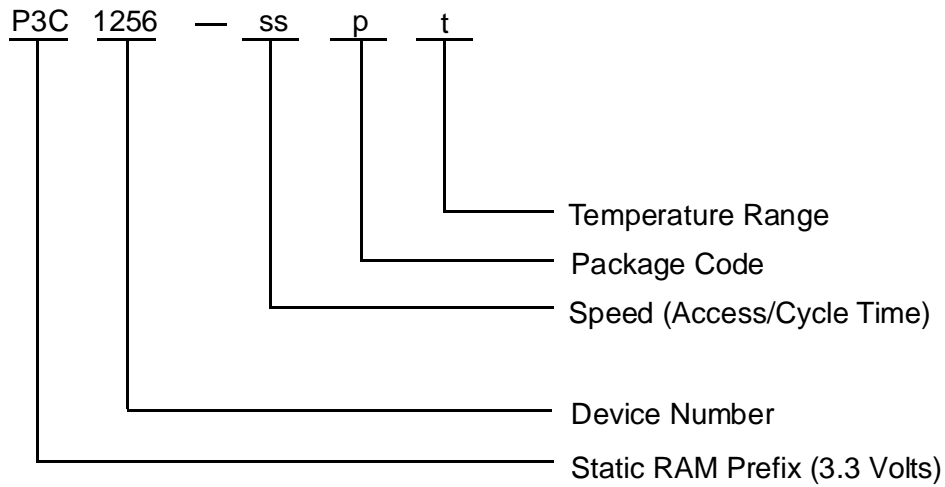 P3C 1256 — ss p t
Temperature Range
Package Code
Speed (Access/Cycle Time)
Device Number
Static RAM Prefix (3.3 Volts)